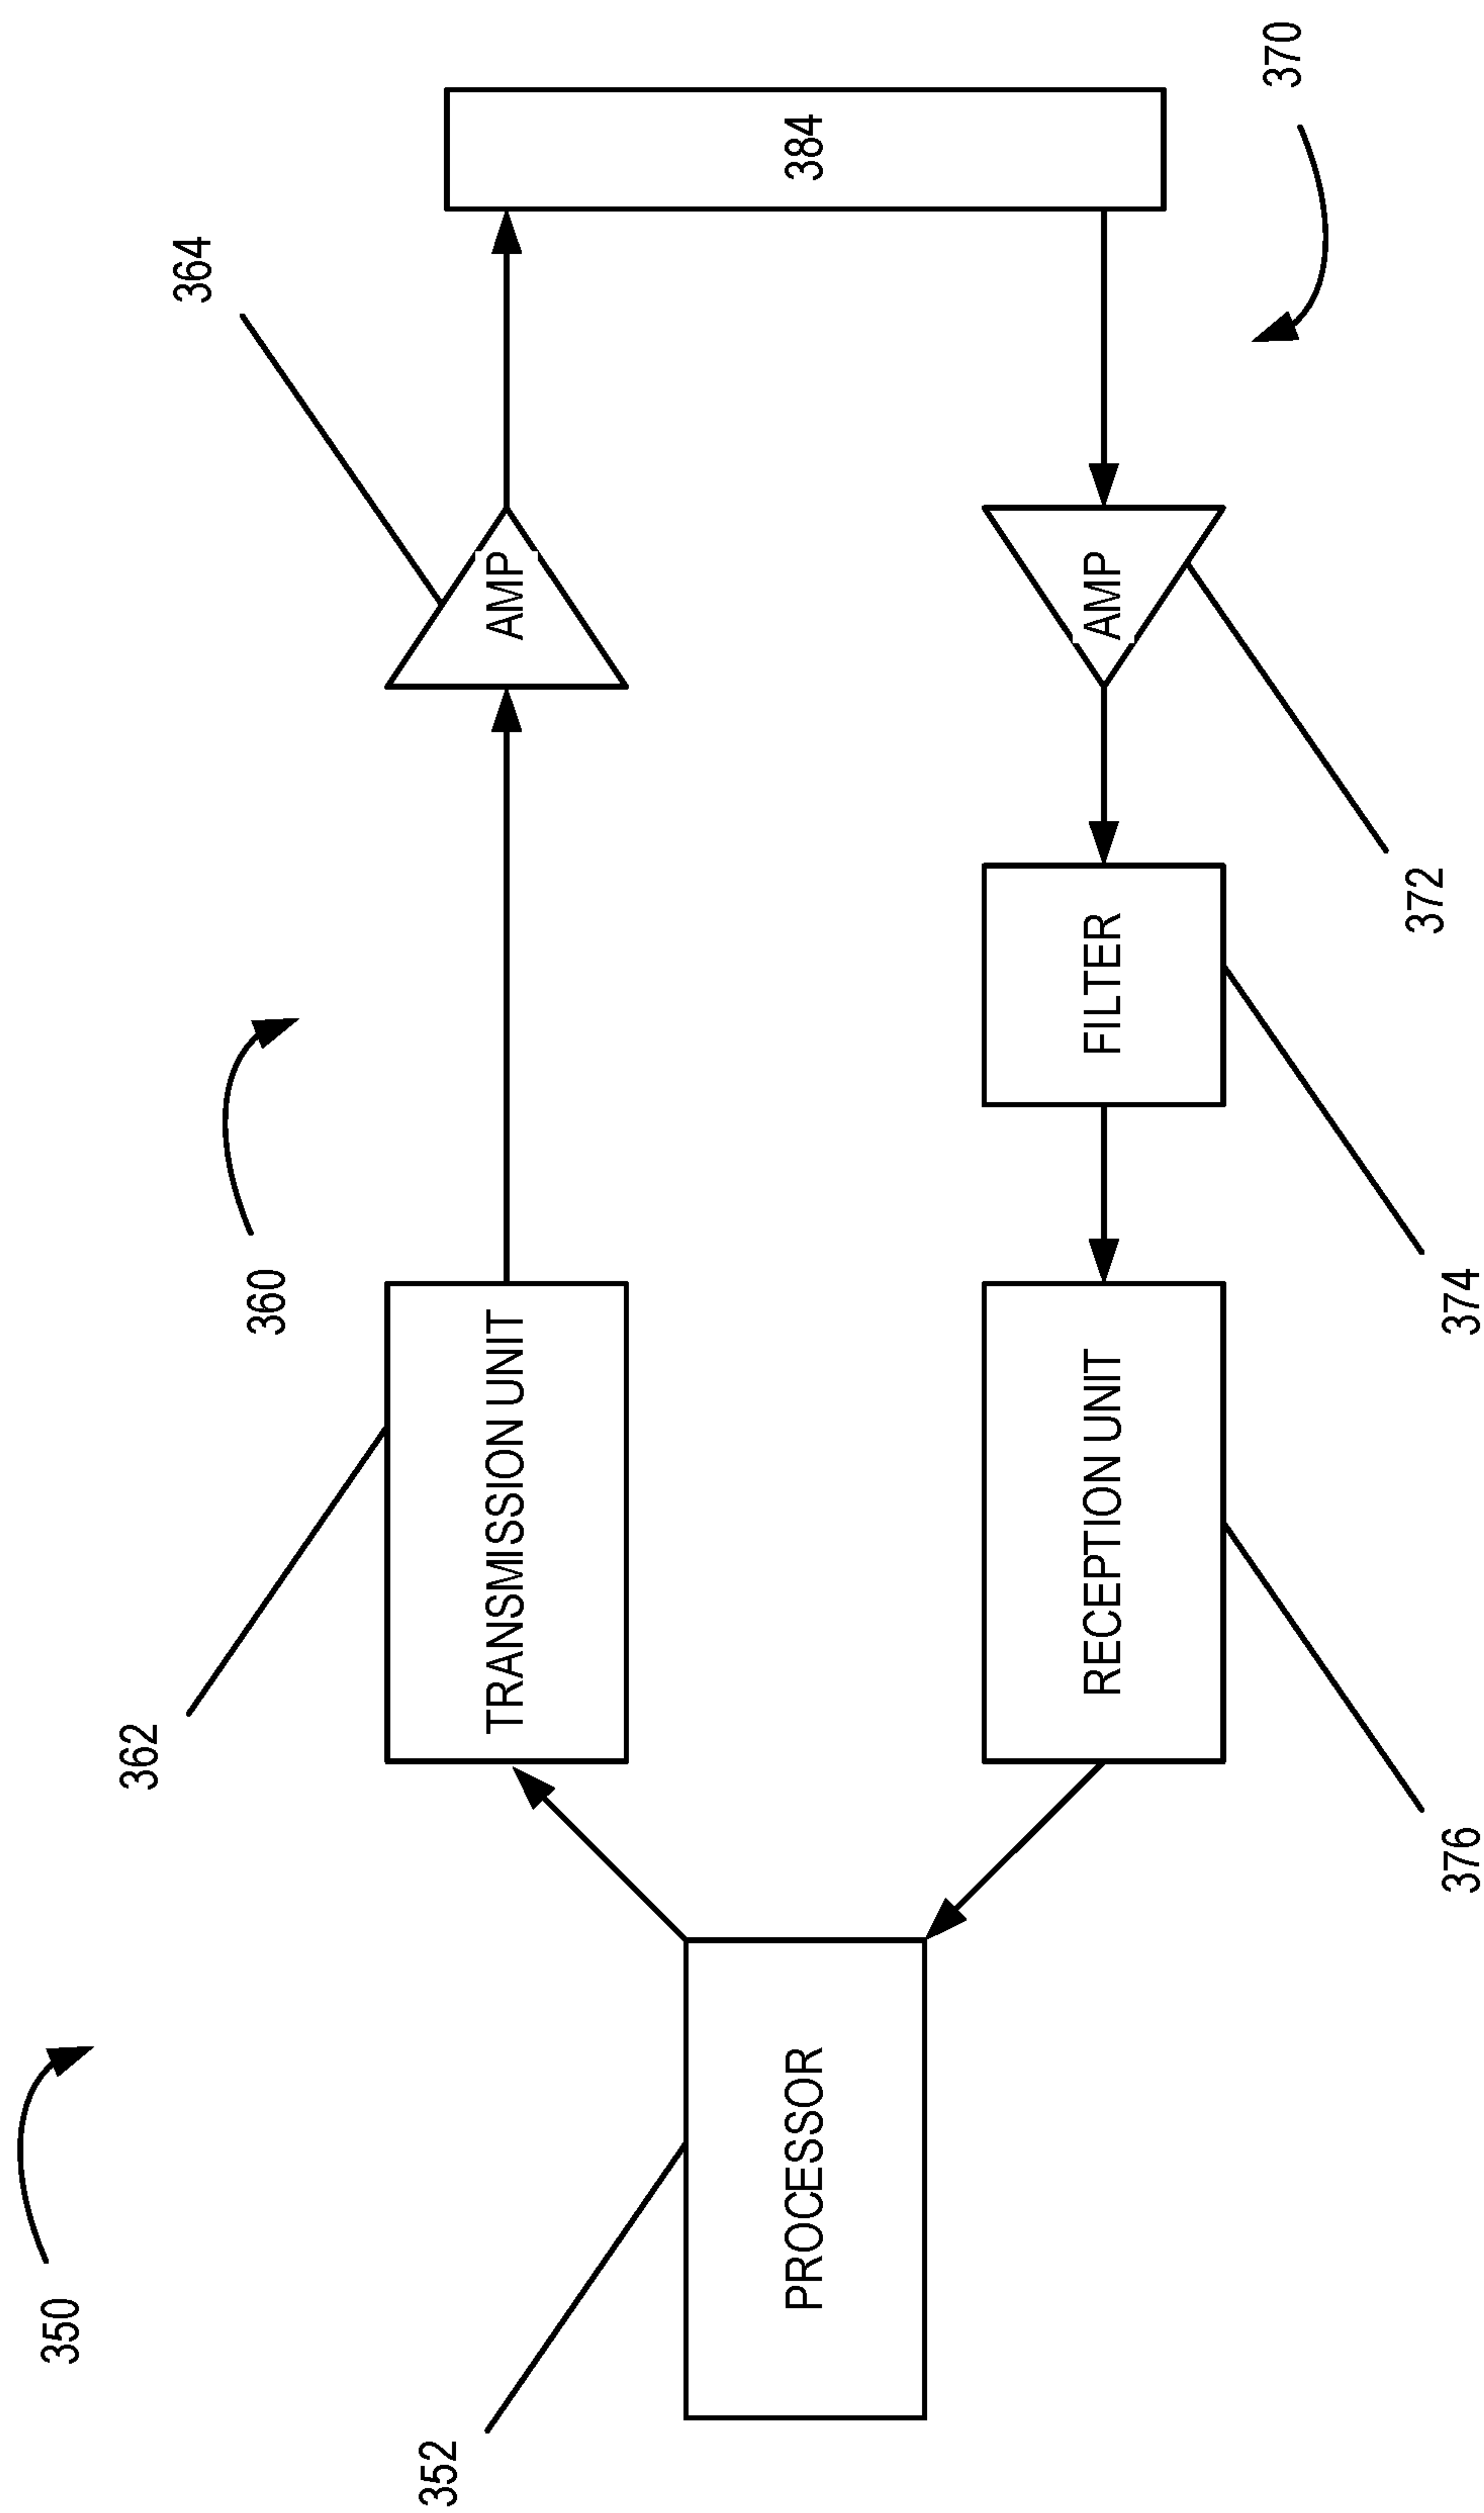 350
360
364
370
362
TRANSMISSION UNIT
AMP
352
PROCESSOR
384
RECEPTION UNIT
FILTER
AMP
376
374
372